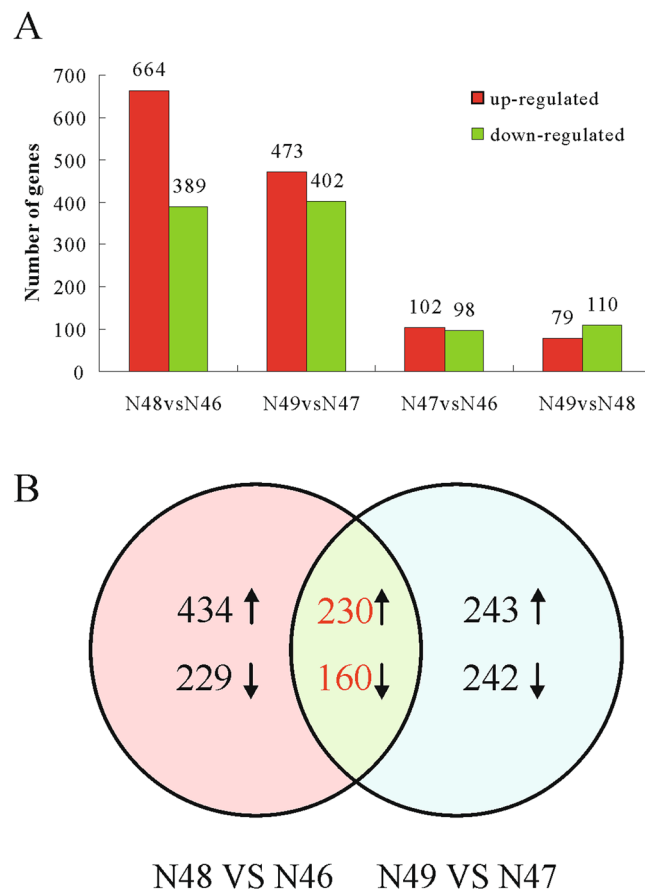 A
Number of genes
700
600
500
400
300
200
100
0
664
389
473
402
102
98
79
110
up-regulated
down-regulated
N48vsN46
N49vsN47
N47vsN46
N49vsN48
B
434 ↑
230 ↑
243 ↑
229 ↓
160 ↓
242 ↓
N48 VS N46
N49 VS N47